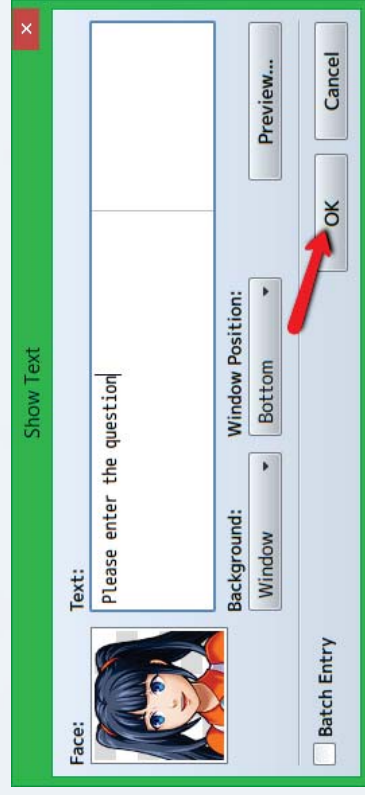 Show Text
×
Face:
Text:
Please enter the question
Background:
Window Position:
Window
Bottom
Preview...
Batch Entry
OK
Cancel